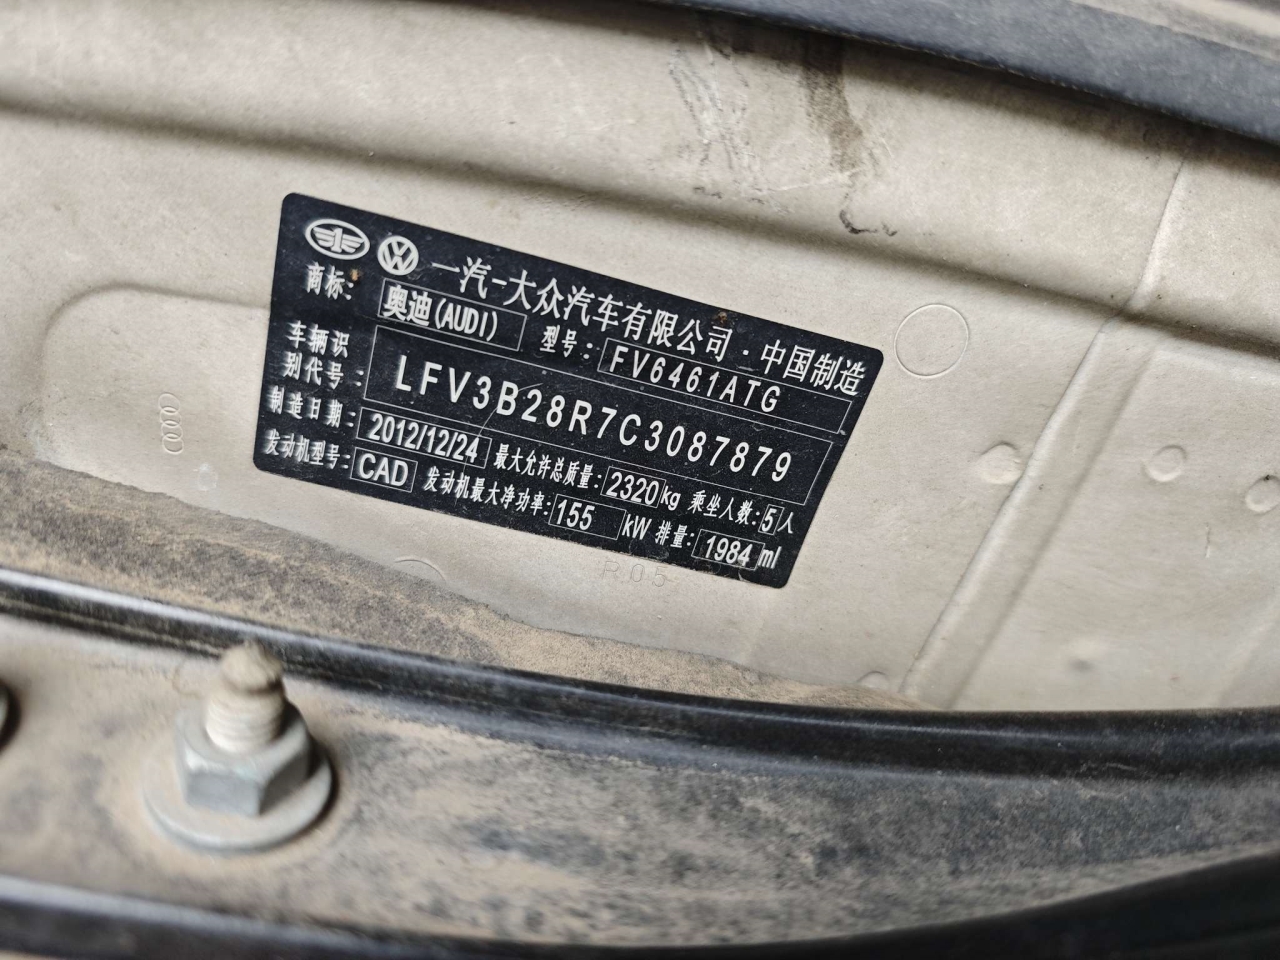 一汽-大众汽车有限公司·中国制造
商标: 奥迪(AUDI) 型号: FV6461ATG
车辆识别代号: LFV3B28R7C3087879
制造日期: 2012/12/24 最大允许总质量: 2320kg 乘坐人数: 5人
发动机型号: CAD 发动机最大净功率: 155 kW 排量: 1984 ml
P05